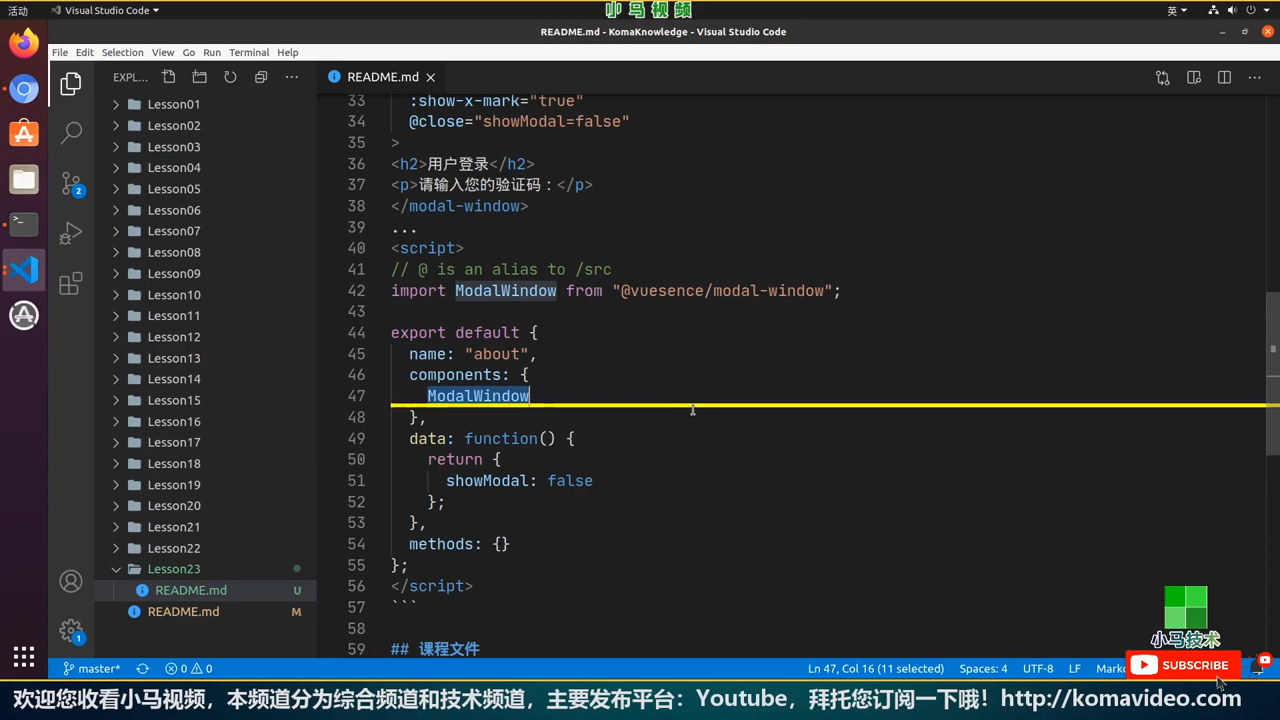 活动
Visual Studio Code
小马视频
英
README.md - KomaKnowledge - Visual Studio Code
File Edit Selection View Go Run Terminal Help
EXPL...
README.md
Lesson01
Lesson02
Lesson03
Lesson04
Lesson05
Lesson06
Lesson07
Lesson08
Lesson09
Lesson10
Lesson11
Lesson12
Lesson13
Lesson14
Lesson15
Lesson16
Lesson17
Lesson18
Lesson19
Lesson20
Lesson21
Lesson22
Lesson23
README.md U
README.md M
2
1
33 :show-x-mark="true"
34 @close="showModal=false"
35 >
36 <h2>用户登录</h2>
37 <p>请输入您的验证码：</p>
38 </modal-window>
39 ...
40 <script>
41 // @ is an alias to /src
42 import ModalWindow from "@vuesence/modal-window";
43
44 export default {
45 name: "about",
46 components: {
47 ModalWindow
48 },
49 data: function() {
50 return {
51 showModal: false
52 };
53 },
54 methods: {}
55 };
56 </script>
57 ```
58
59 ## 课程文件
小马技术
SUBSCRIBE
master* 0 0 Ln 47, Col 16 (11 selected) Spaces: 4 UTF-8 LF Marko
欢迎您收看小马视频，本频道分为综合频道和技术频道，主要发布平台：Youtube，拜托您订阅一下哦！http://komavideo.com